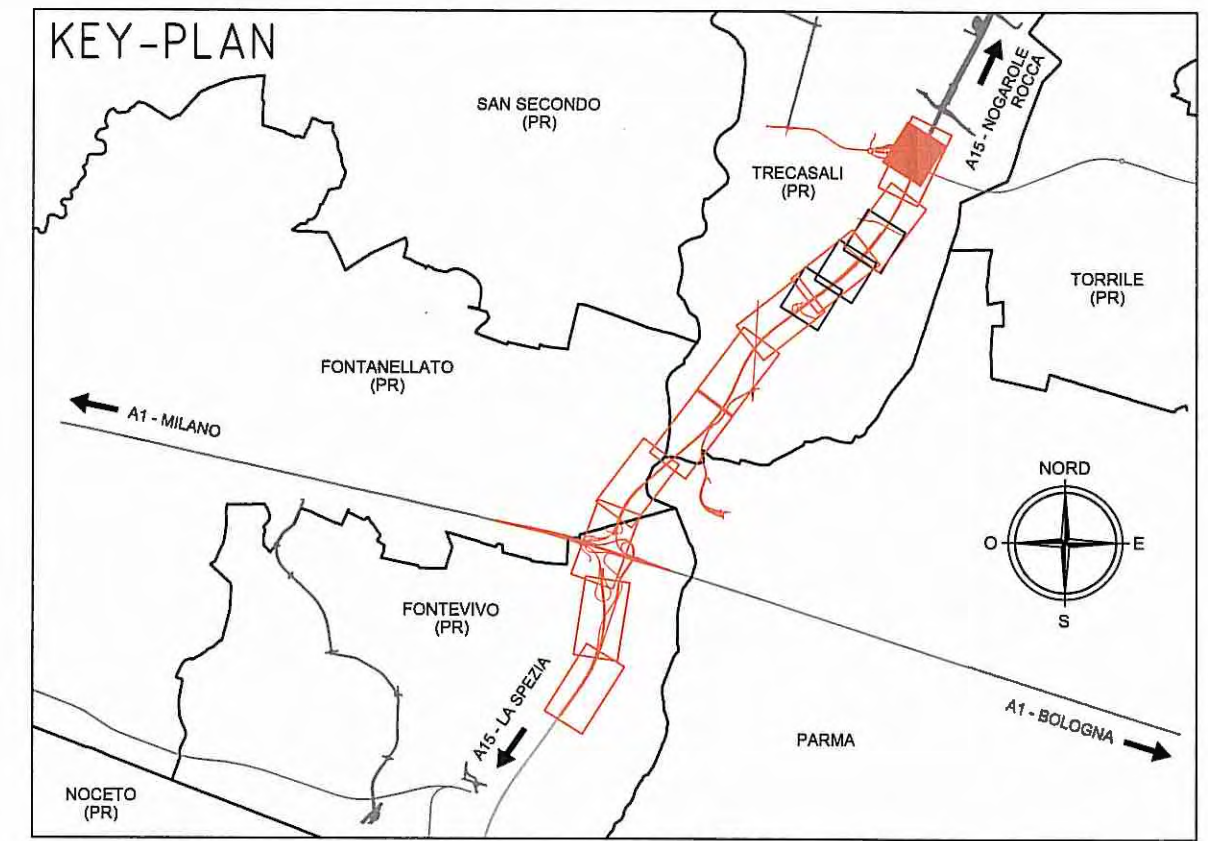 KEY-PLAN
SAN SECONDO
(PR)
A15 - NOGAROLE
ROCCA
TRECASALI
(PR)
TORRILE
(PR)
FONTANELLATO
(PR)
A1 - MILANO
NORD
O
E
S
FONTEVIVO
(PR)
A15 - LA SPEZIA
A1 - BOLOGNA
PARMA
NOCETO
(PR)